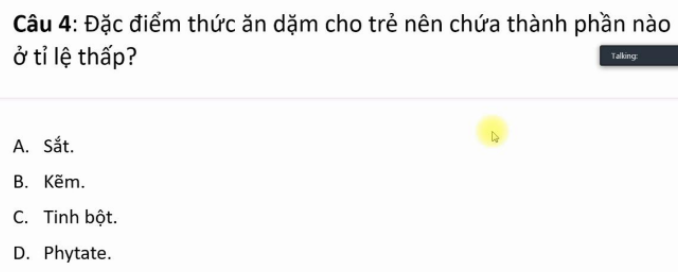 Câu 4: Đặc điểm thức ăn dặm cho trẻ nên chứa thành phần nào
ở tỉ lệ thấp?
Talking:
A. Sắt.
B. Kẽm.
C. Tinh bột.
D. Phytate.